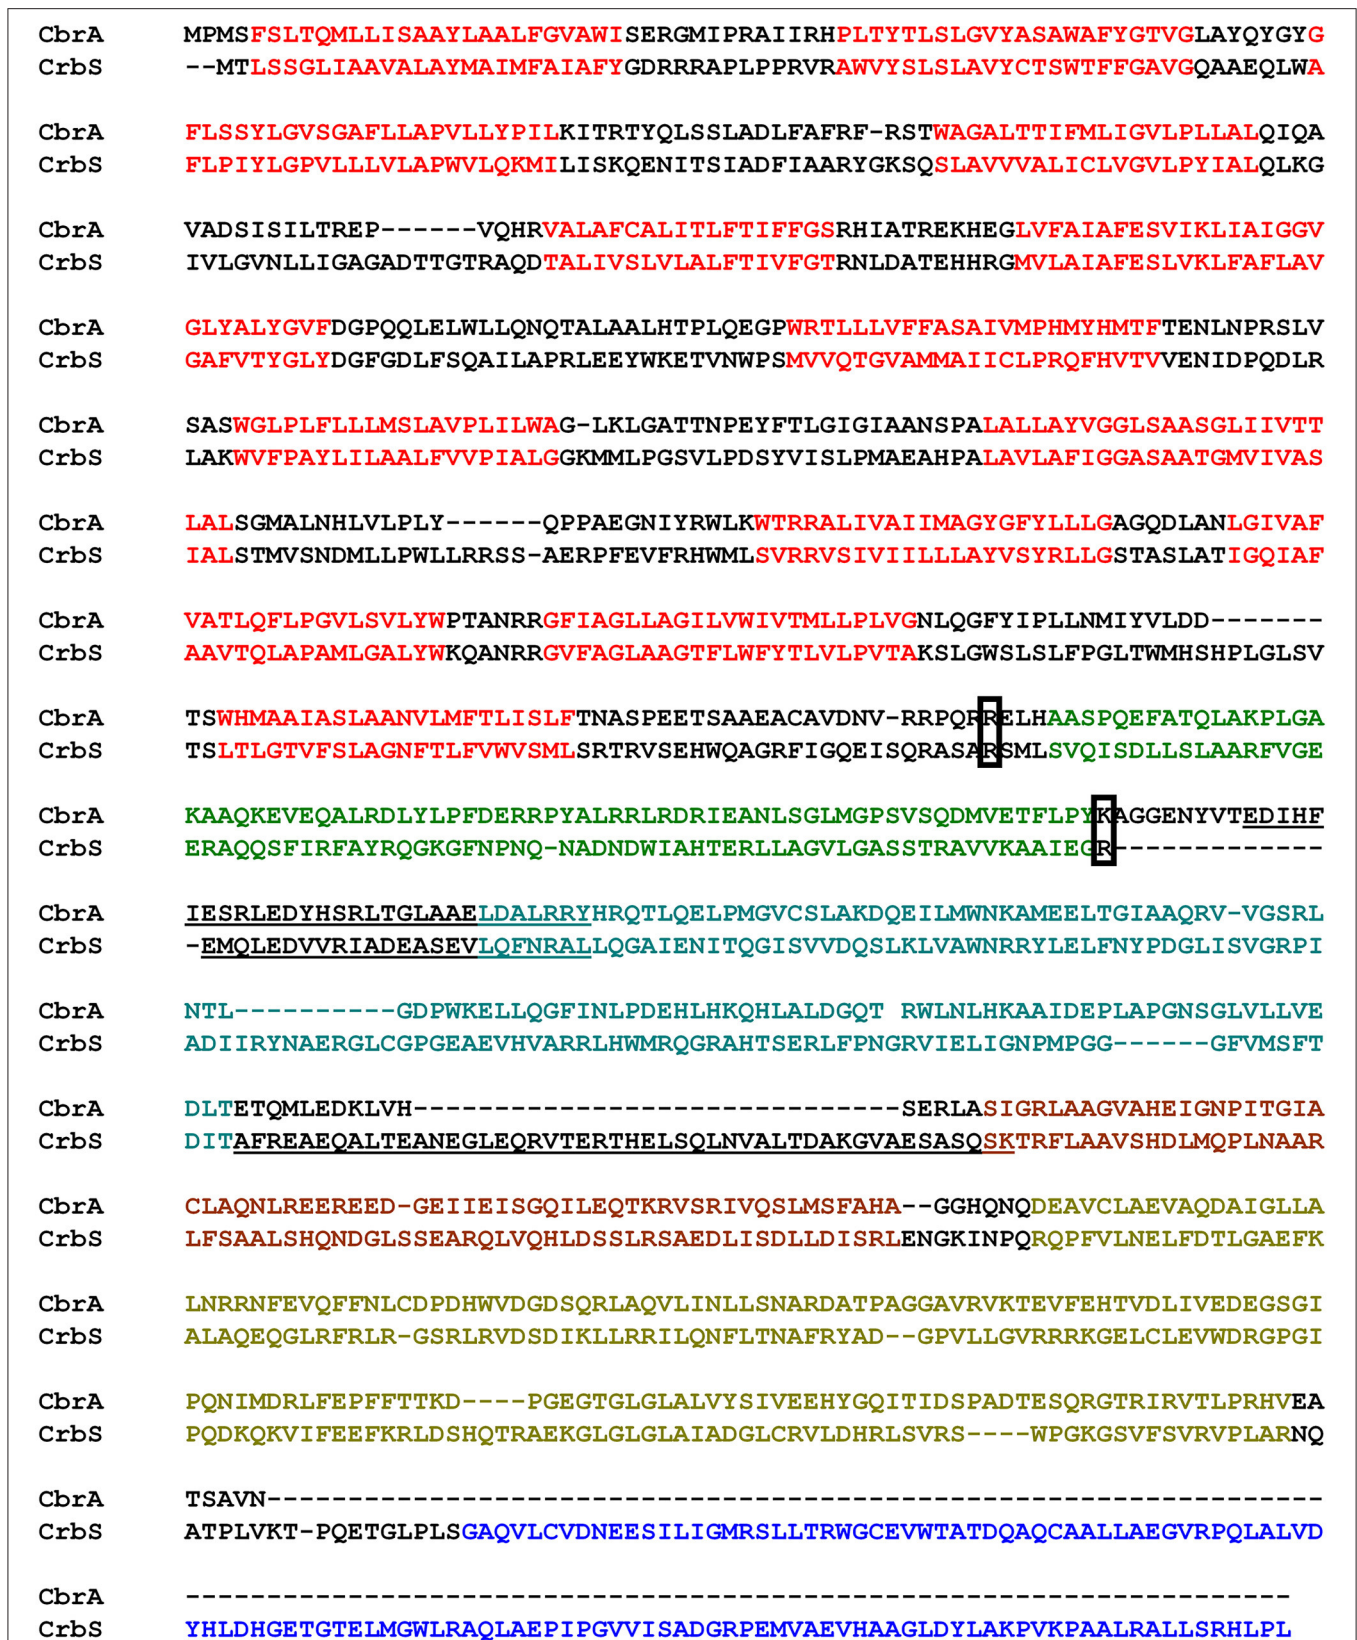 CbrA MPMSFSLTQMLLISAAYLAALFGVAWISERGMIPRAIIRHPLTYTLSLGVYASAWAFYGTVGLAYQYGYG
CrbS --MTLSSGLIAAVALAYMAIMFAIAFYGDRRRAPLPPRVRAWVYSLSLAVYCTSWTFFGAVGQAAEQLWA
CbrA FLSSYLGVSGAFLLAPVLLYPILKITRTYQLSSLADLFAFRF-RSTWAGALTTIFMLIGVLPLLALQIQA
CrbS FLPIYLGPVLLLVLAPWVLQKMILISKQENITSIADFIAARYGKSQSLAVVVALICLVGVLPYIALQLKG
CbrA VADSISILTREP------VQHRVALAFCALITLFTIFFGSRHIATREKHEGLVFAIAFESVIKLIAIGGV
CrbS IVLGVNLLIGAGADTTGTRAQDTALIVSLVLALFTIVFGTRNLDATEHHRGMVLAIAFESLVKLFAFLAV
CbrA GLYALYGVFDGPQQLELWLLQNQTALAALHTPLQEGPWRTLLLVFFASAIVMPHMYHMTFTENLNPRSLV
CrbS GAFVTYGLYDGFGDLFSQAILAPRLEEYWKETVNWPSMVVQTGVAMMAIICLPRQFHVTVVENIDPQDLR
CbrA SASWGLPLFLLLMSLAVPLILWAG-LKLGATTNPEYFTLGIGIAANSPALALLAYVGGLSAASGLIIVTT
CrbS LAKWVFPAYLILAALFVVPIALGGKMMLPGSVLPDSYVISLPMAEAHPALAVLAFIGGASAATGMVIVAS
CbrA LALSGMALNHLVLPLY------QPPAEGNIYRWLKWTRRALIVAIIMAGYGFYLLLGAGQDLANLGIVAF
CrbS IALSTMVSNDMLLPWLLRRSS-AERPFEVFRHWMLSVRRVSIVIILLLAYVSYRLLGSTASLATIGQIAF
CbrA VATLQFLPGVLSVLYWPTANRRGFIAGLLAGILVWIVTMLLPLVGNLQGFYIPLLNMIYVLDD-------
CrbS AAVTQLAPAMLGALYWKQANRRGVFAGLAAGTFLWFYTLVLPVTAKSLGWSLSLFPGLTWMHSHPLGLSV
CbrA TSWHMAAIASLAANVLMFTLISLFTNASPEETSAAEACAVDNV-RRPQRRELHAASPQEFATQLAKPLGA
CrbS TSLTLGTVFSLAGNFTLFVWVSMLSRTRVSEHWQAGRFIGQEISQRASARSMLSVQISDLLSLAARFVGE
CbrA KAAQKEVEQALRDLYLPFDERRPYALRRLRDRIEANLSGLMGPSVSQDMVETFLPYKAGGENYVTEDIHF
CrbS ERAQQSFIRFAYRQGKGFNPNQ-NADNDWIAHTERLLAGVLGASSTRAVVKAAIEGR-------------
CbrA IESRLEDYHSRLTGLAAELDALRRYHRQTLQELPMGVCSLAKDQEILMWNKAMEELTGIAAQRV-VGSRL
CrbS -EMQLEDVVRIADEASEVLQFNRALLQGAIENITQGISVVDQSLKLVAWNRRYLELFNYPDGLISVGRPI
CbrA NTL----------GDPWKELLQGFINLPDEHLHKQHLALDGQT RWLNLHKAAIDEPLAPGNSGLVLLVE
CrbS ADIIRYNAERGLCGPGEAEVHVARRLHWMRQGRAHTSERLFPNGRVIELIGNPMPGG------GFVMSFT
CbrA DLTETQMLEDKLVH------------------------------SERLASIGRLAAGVAHEIGNPITGIA
CrbS DITAFREAEQALTEANEGLEQRVTERTHELSQLNVALTDAKGVAESASQSKTRFLAAVSHDLMQPLNAAR
CbrA CLAQNLREEREED-GEIIEISGQILEQTKRVSRIVQSLMSFAHA--GGHQNQDEAVCLAEVAQDAIGLLA
CrbS LFSAALSHQNDGLSSEARQLVQHLDSSLRSAEDLISDLLDISRLENGKINPQRQPFVLNELFDTLGAEFK
CbrA LNRRNFEVQFFNLCDPDHWVDGDSQRLAQVLINLLSNARDATPAGGAVRVKTEVFEHTVDLIVEDEGSGI
CrbS ALAQEQGLRFRLR-GSRLRVDSDIKLLRRILQNFLTNAFRYAD--GPVLLGVRRRKGELCLEVWDRGPGI
CbrA PQNIMDRLFEPFFTTKD----PGEGTGLGLALVYSIVEEHYGQITIDSPADTESQRGTRIRVTLPRHVEA
CrbS PQDKQKVIFEEFKRLDSHQTRAEKGLGLGLAIADGLCRVLDHRLSVRS----WPGKGSVFSVRVPLARNQ
CbrA TSAVN-----------------------------------------------------------------
CrbS ATPLVKT-PQETGLPLSGAQVLCVDNEESILIGMRSLLTRWGCEVWTATDQAQCAALLAEGVRPQLALVD
CbrA --------------------------------------------------------------------
CrbS YHLDHGETGTELMGWLRAQLAEPIPGVVISADGRPEMVAEVHAAGLDYLAKPVKPAALRALLSRHLPL